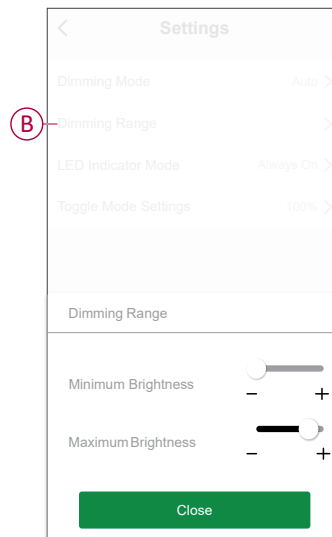 Settings
Dimming Mode Auto
B Dimming Range
LED Indicator Mode Always On
Toggle Mode Settings 100%
Dimming Range
Minimum Brightness
- +
Maximum Brightness
- +
Close